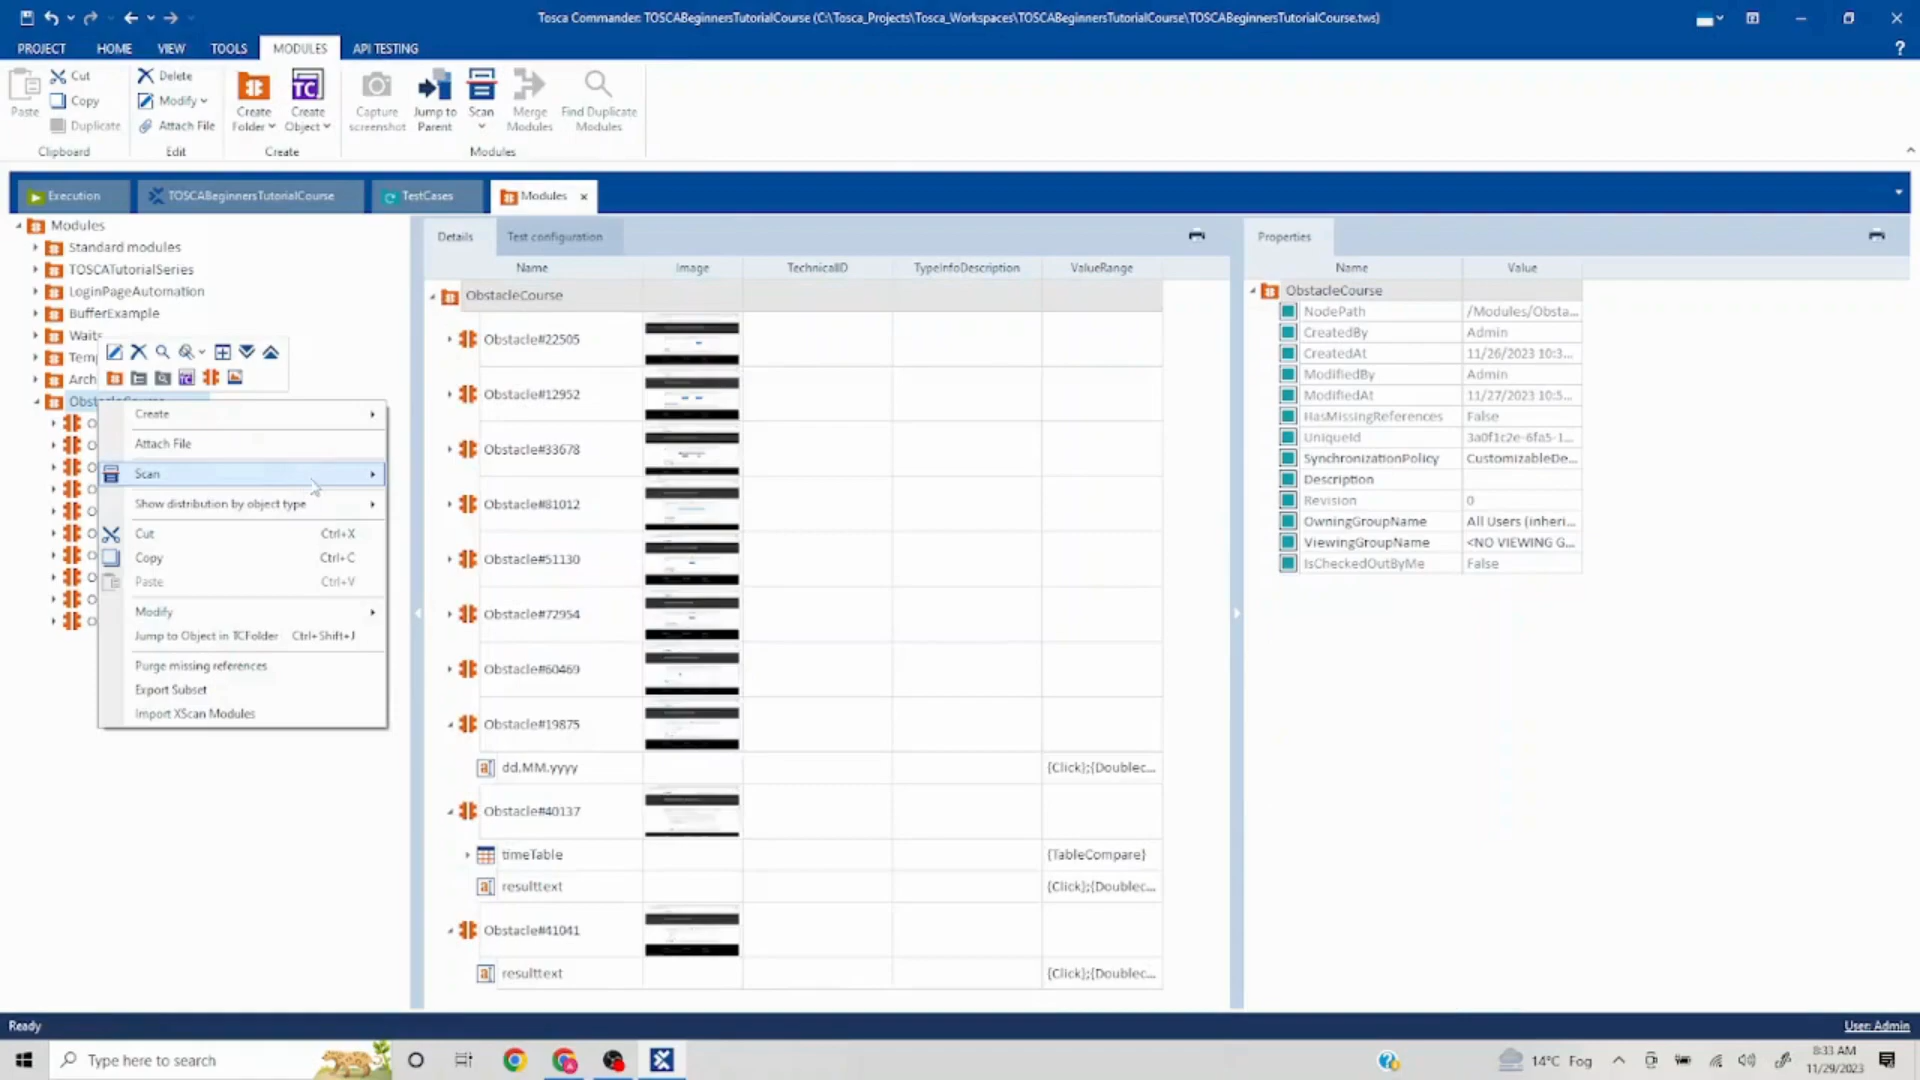 Tosca Commander: TOSCABeginnersTutorialCourse (C:\Tosca_Projects\Tosca_Workspaces\TOSCABeginnersTutorialCourse\TOSCABeginnersTutorialCourse.tws)
PROJECT HOME VIEW TOOLS MODULES API TESTING ?
Paste
Cut
Copy
Duplicate
Clipboard
Delete
Modify
Attach File
Edit
Create Folder
Create Object
Create
Capture screenshot
Jump to Parent
Scan
Merge Modules
Find Duplicate Modules
Modules
Execution
TOSCABeginnersTutorialCourse
TestCases
Modules
Modules
Standard modules
TOSCATutorialSeries
LoginPageAutomation
BufferExample
Waits
Temp
Arch
ObstacleCourse
Create
Attach File
Scan
Show distribution by object type
Cut Ctrl+X
Copy Ctrl+C
Paste Ctrl+V
Modify
Jump to Object in TCFolder Ctrl+Shift+J
Purge missing references
Export Subset
Import XScan Modules
Details Test configuration
Name Image TechnicalID TypeInfoDescription ValueRange
ObstacleCourse
Obstacle#22505
Obstacle#12952
Obstacle#33678
Obstacle#81012
Obstacle#51130
Obstacle#72954
Obstacle#60469
Obstacle#19875
dd.MM.yyyy {Click};{Doublec...
Obstacle#40137
timeTable {TableCompare}
resulttext {Click};{Doublec...
Obstacle#41041
resulttext {Click};{Doublec...
Properties
Name Value
ObstacleCourse
NodePath /Modules/Obsta...
CreatedBy Admin
CreatedAt 11/26/2023 10:3...
ModifiedBy Admin
ModifiedAt 11/27/2023 10:5...
HasMissingReferences False
UniqueId 3a0f1c2e-6fa5-1...
SynchronizationPolicy CustomizableDe...
Description
Revision 0
OwningGroupName All Users (inheri...
ViewingGroupName <NO VIEWING G...
IsCheckedOutByMe False
Ready User: Admin
Type here to search
14°C Fog
8:33 AM
11/29/2023